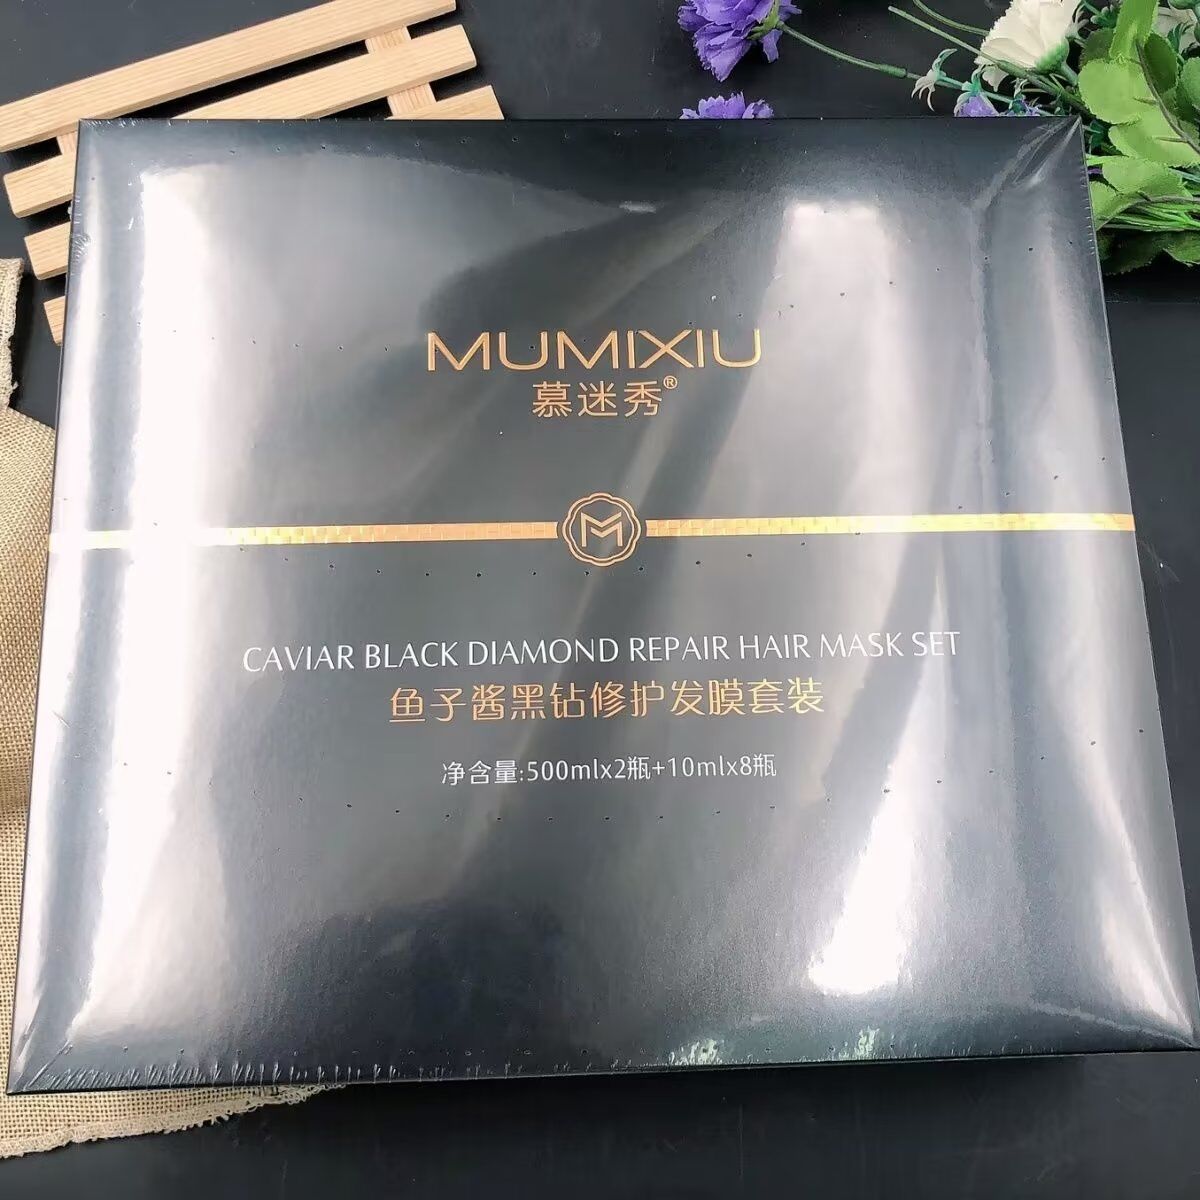 MUMIXIU
慕迷秀®
M
CAVIAR BLACK DIAMOND REPAIR HAIR MASK SET
鱼子酱黑钻修护发膜套装
净含量:500mlx2瓶+10mlx8瓶